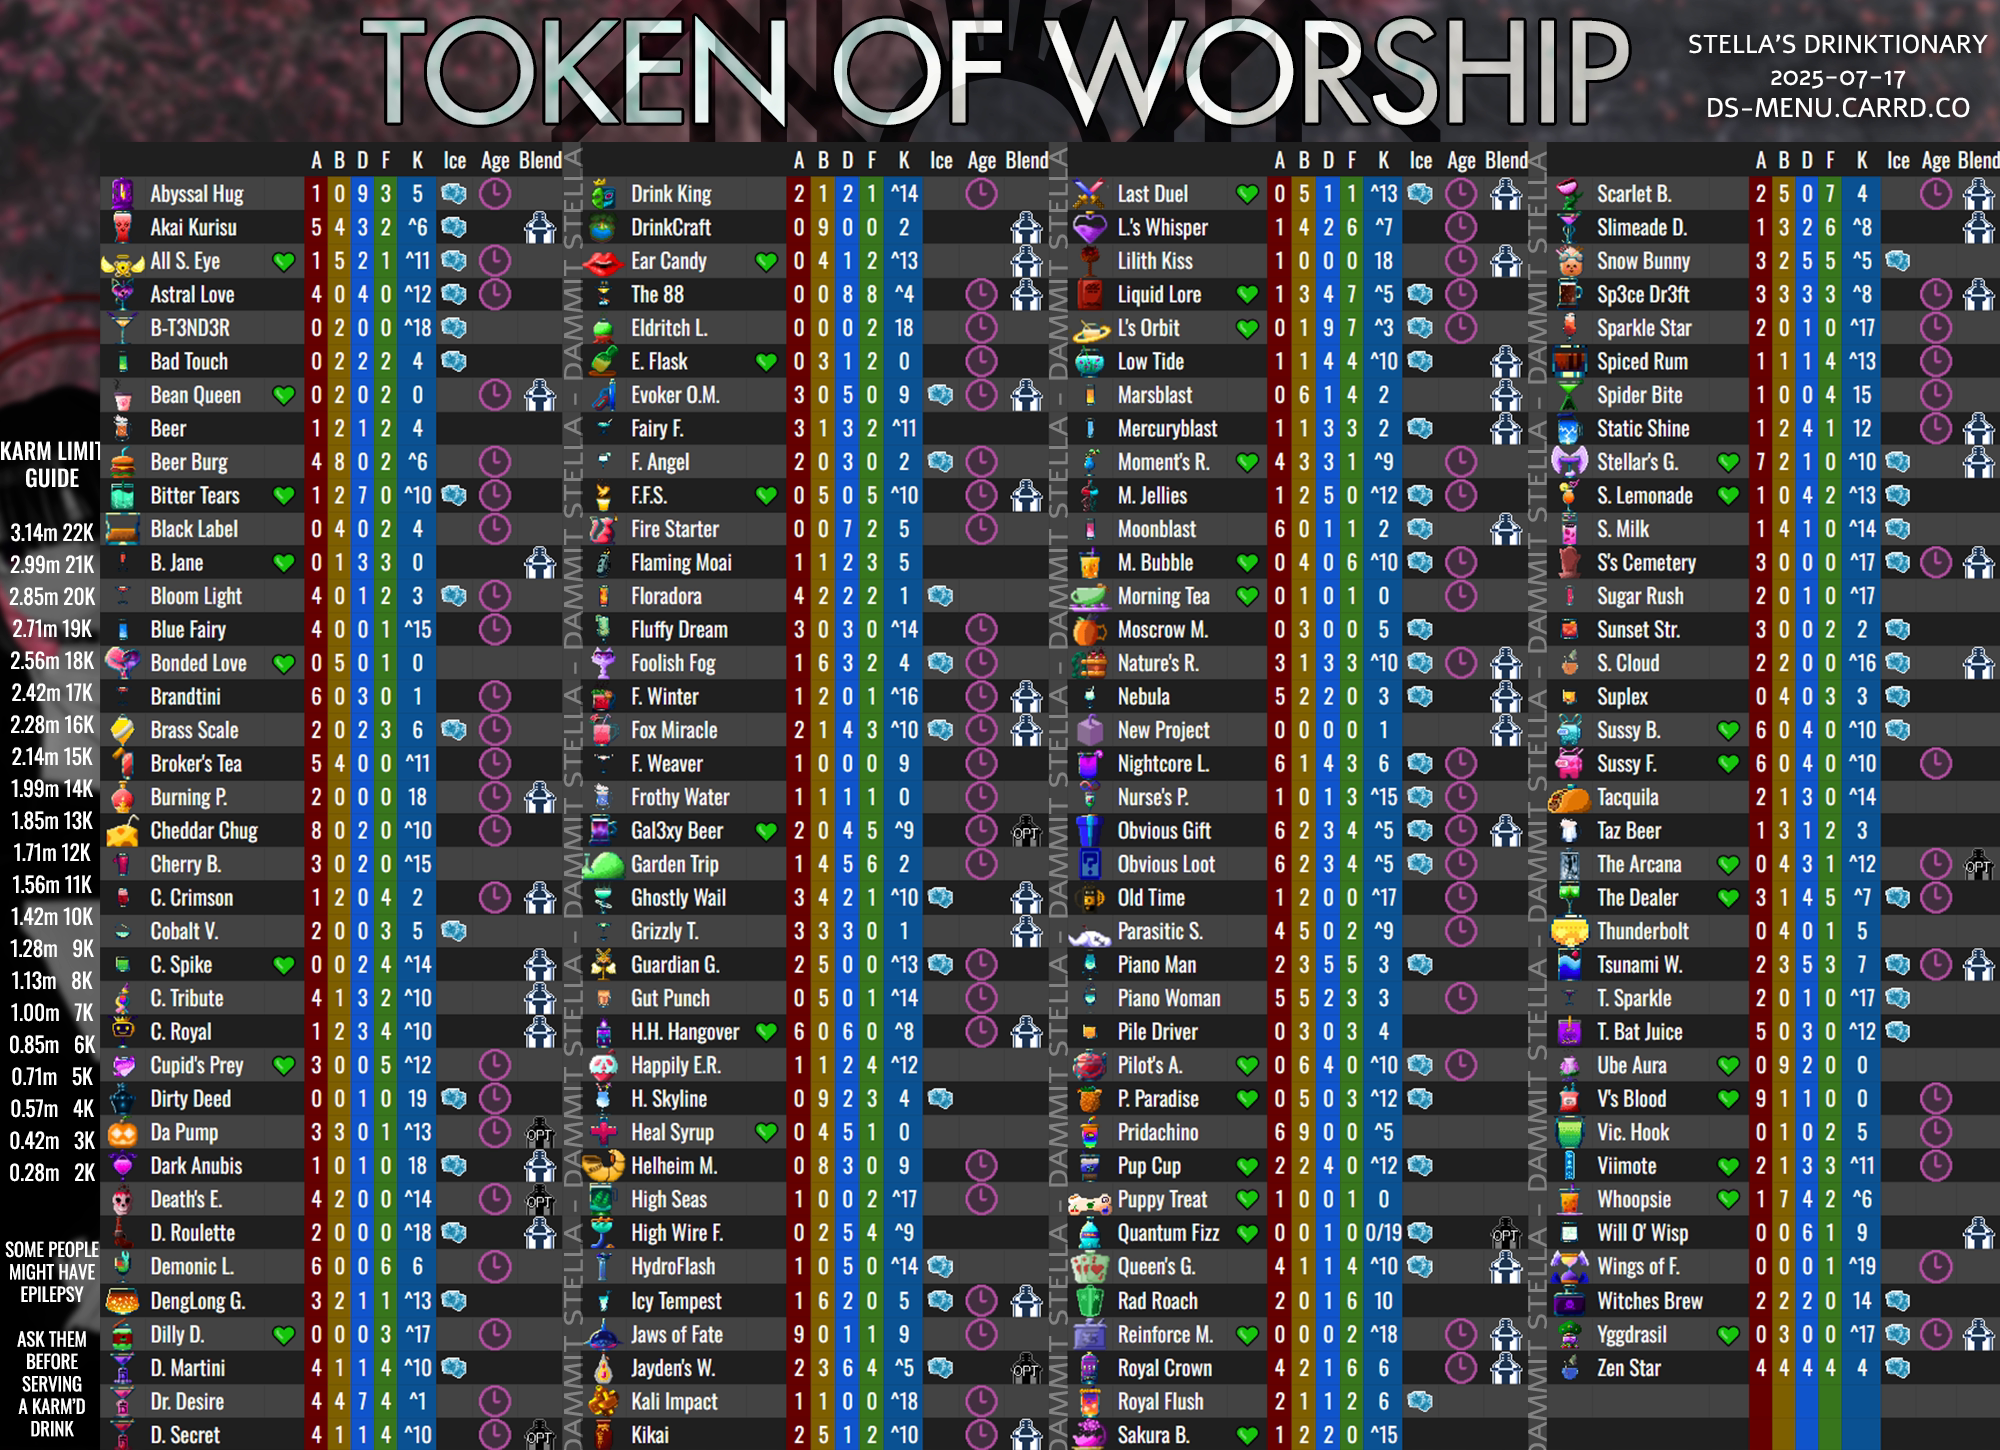 TOKEN OF WORSHIP
STELLA'S DRINKTIONARY
2025-07-17
DS-MENU.CARRD.CO
KARM LIMIT
GUIDE
3.14m 22K
2.99m 21K
2.85m 20K
2.71m 19K
2.56m 18K
2.42m 17K
2.28m 16K
2.14m 15K
1.99m 14K
1.85m 13K
1.71m 12K
1.56m 11K
1.42m 10K
1.28m 9K
1.13m 8K
1.00m 7K
0.85m 6K
0.71m 5K
0.57m 4K
0.42m 3K
0.28m 2K
SOME PEOPLE
MIGHT HAVE
EPILEPSY
ASK THEM
BEFORE
SERVING
A KARM'D
DRINK
A B D F K Ice Age Blend
Abyssal Hug 1 0 9 3 5
Akai Kurisu 5 4 3 2 ^6
All S. Eye 1 5 2 1 ^11
Astral Love 4 0 4 0 ^12
B-T3ND3R 0 2 0 0 ^18
Bad Touch 0 2 2 2 4
Bean Queen 0 2 0 2 0
Beer 1 2 1 2 4
Beer Burg 4 8 0 2 ^6
Bitter Tears 1 2 7 0 ^10
Black Label 0 4 0 2 4
B. Jane 0 1 3 3 0
Bloom Light 4 0 1 2 3
Blue Fairy 4 0 0 1 ^15
Bonded Love 0 5 0 1 0
Brandtini 6 0 3 0 1
Brass Scale 2 0 2 3 6
Broker's Tea 5 4 0 0 ^11
Burning P. 2 0 0 0 18
Cheddar Chug 8 0 2 0 ^10
Cherry B. 3 0 2 0 ^15
C. Crimson 1 2 0 4 2
Cobalt V. 2 0 0 3 5
C. Spike 0 0 2 4 ^14
C. Tribute 4 1 3 2 ^10
C. Royal 1 2 3 4 ^10
Cupid's Prey 3 0 0 5 ^12
Dirty Deed 0 0 1 0 19
Da Pump 3 3 0 1 ^13 OPT
Dark Anubis 1 0 1 0 18
Death's E. 4 2 0 0 ^14 OPT
D. Roulette 2 0 0 0 ^18
Demonic L. 6 0 0 6 6
DengLong G. 3 2 1 1 ^13
Dilly D. 0 0 0 3 ^17
D. Martini 4 1 1 4 ^10
Dr. Desire 4 4 7 4 ^1
D. Secret 4 1 1 4 ^10 OPT
DAMMIT STELLA - DAMMIT STELLA - DAMMIT STELLA - DAMMIT STELLA - DAMMIT STELLA
A B D F K Ice Age Blend
Drink King 2 1 2 1 ^14
DrinkCraft 0 9 0 0 2
Ear Candy 0 4 1 2 ^13
The 88 0 0 8 8 ^4
Eldritch L. 0 0 0 2 18
E. Flask 0 3 1 2 0
Evoker O.M. 3 0 5 0 9
Fairy F. 3 1 3 2 ^11
F. Angel 2 0 3 0 2
F.F.S. 0 5 0 5 ^10
Fire Starter 0 0 7 2 5
Flaming Moai 1 1 2 3 5
Floradora 4 2 2 2 1
Fluffy Dream 3 0 3 0 ^14
Foolish Fog 1 6 3 2 4
F. Winter 1 2 0 1 ^16
Fox Miracle 2 1 4 3 ^10
F. Weaver 1 0 0 0 9
Frothy Water 1 1 1 1 0
Gal3xy Beer 2 0 4 5 ^9 OPT
Garden Trip 1 4 5 6 2
Ghostly Wail 3 4 2 1 ^10
Grizzly T. 3 3 3 0 1
Guardian G. 2 5 0 0 ^13
Gut Punch 0 5 0 1 ^14
H.H. Hangover 6 0 6 0 ^8
Happily E.R. 1 1 2 4 ^12
H. Skyline 0 9 2 3 4
Heal Syrup 0 4 5 1 0
Helheim M. 0 8 3 0 9
High Seas 1 0 0 2 ^17
High Wire F. 0 2 5 4 ^9
HydroFlash 1 0 5 0 ^14
Icy Tempest 1 6 2 0 5
Jaws of Fate 9 0 1 1 9
Jayden's W. 2 3 6 4 ^5 OPT
Kali Impact 1 1 0 0 ^18
Kikai 2 5 1 2 ^10
DAMMIT STELLA - DAMMIT STELLA - DAMMIT STELLA - DAMMIT STELLA - DAMMIT STELLA
A B D F K Ice Age Blend
Last Duel 0 5 1 1 ^13
L.'s Whisper 1 4 2 6 ^7
Lilith Kiss 1 0 0 0 18
Liquid Lore 1 3 4 7 ^5
L's Orbit 0 1 9 7 ^3
Low Tide 1 1 4 4 ^10
Marsblast 0 6 1 4 2
Mercuryblast 1 1 3 3 2
Moment's R. 4 3 3 1 ^9
M. Jellies 1 2 5 0 ^12
Moonblast 6 0 1 1 2
M. Bubble 0 4 0 6 ^10
Morning Tea 0 1 0 1 0
Moscrow M. 0 3 0 0 5
Nature's R. 3 1 3 3 ^10
Nebula 5 2 2 0 3
New Project 0 0 0 0 1
Nightcore L. 6 1 4 3 6
Nurse's P. 1 0 1 3 ^15
Obvious Gift 6 2 3 4 ^5
Obvious Loot 6 2 3 4 ^5
Old Time 1 2 0 0 ^17
Parasitic S. 4 5 0 2 ^9
Piano Man 2 3 5 5 3
Piano Woman 5 5 2 3 3
Pile Driver 0 3 0 3 4
Pilot's A. 0 6 4 0 ^10
P. Paradise 0 5 0 3 ^12
Pridachino 6 9 0 0 ^5
Pup Cup 2 2 4 0 ^12
Puppy Treat 1 0 0 1 0
Quantum Fizz 0 0 1 0 0/19 OPT
Queen's G. 4 1 1 4 ^10
Rad Roach 2 0 1 6 10
Reinforce M. 0 0 0 2 ^18
Royal Crown 4 2 1 6 6
Royal Flush 2 1 1 2 6
Sakura B. 1 2 2 0 ^15
DAMMIT STELLA - DAMMIT STELLA - DAMMIT STELLA - DAMMIT STELLA - DAMMIT STELLA
A B D F K Ice Age Blend
Scarlet B. 2 5 0 7 4
Slimeade D. 1 3 2 6 ^8
Snow Bunny 3 2 5 5 ^5
Sp3ce Dr3ft 3 3 3 3 ^8
Sparkle Star 2 0 1 0 ^17
Spiced Rum 1 1 1 4 ^13
Spider Bite 1 0 0 4 15
Static Shine 1 2 4 1 12
Stellar's G. 7 2 1 0 ^10
S. Lemonade 1 0 4 2 ^13
S. Milk 1 4 1 0 ^14
S's Cemetery 3 0 0 0 ^17
Sugar Rush 2 0 1 0 ^17
Sunset Str. 3 0 0 2 2
S. Cloud 2 2 0 0 ^16
Suplex 0 4 0 3 3
Sussy B. 6 0 4 0 ^10
Sussy F. 6 0 4 0 ^10
Tacquila 2 1 3 0 ^14
Taz Beer 1 3 1 2 3
The Arcana 0 4 3 1 ^12 OPT
The Dealer 3 1 4 5 ^7
Thunderbolt 0 4 0 1 5
Tsunami W. 2 3 5 3 7
T. Sparkle 2 0 1 0 ^17
T. Bat Juice 5 0 3 0 ^12
Ube Aura 0 9 2 0 0
V's Blood 9 1 1 0 0
Vic. Hook 0 1 0 2 5
Viimote 2 1 3 3 ^11
Whoopsie 1 7 4 2 ^6
Will O' Wisp 0 0 6 1 9
Wings of F. 0 0 0 1 ^19
Witches Brew 2 2 2 0 14
Yggdrasil 0 3 0 0 ^17
Zen Star 4 4 4 4 4